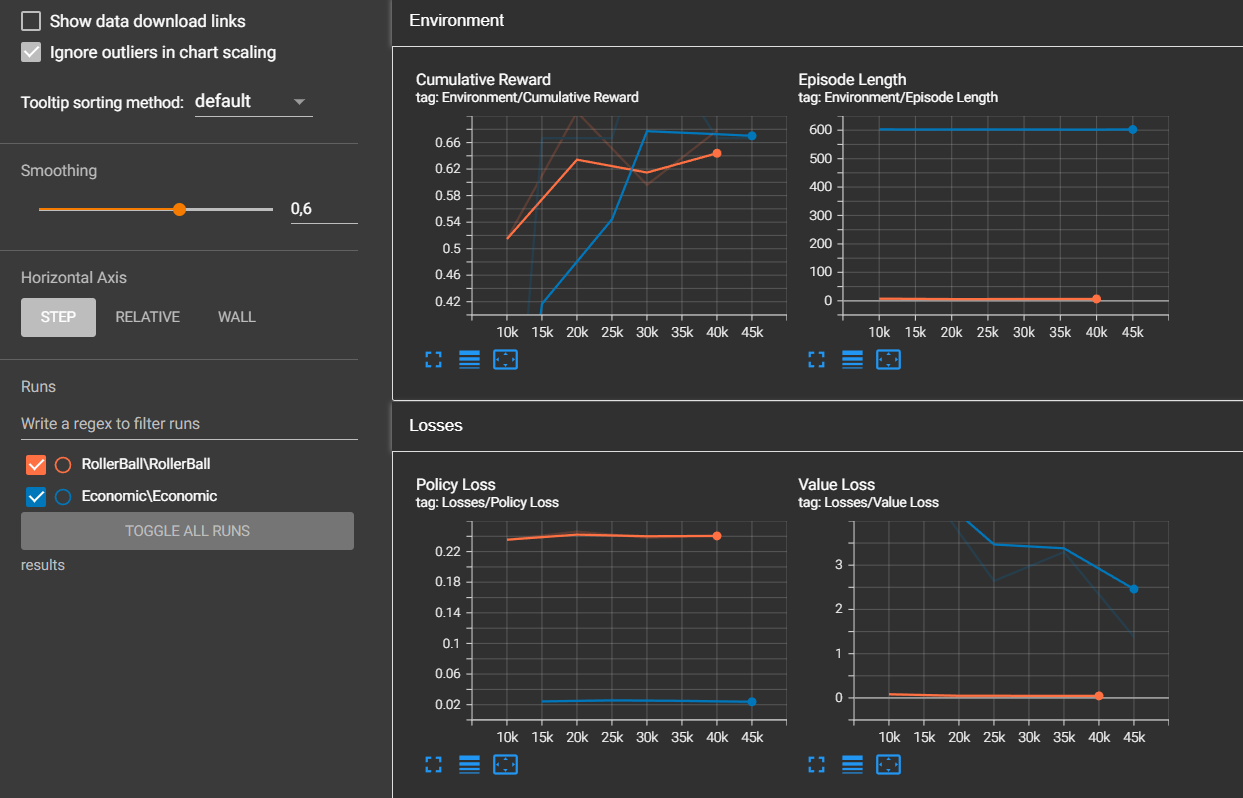 Show data download links
Ignore outliers in chart scaling
Tooltip sorting method: default
Smoothing
0,6
Horizontal Axis
STEP RELATIVE WALL
Runs
Write a regex to filter runs
RollerBall\RollerBall
Economic\Economic
TOGGLE ALL RUNS
results
Environment
Cumulative Reward
tag: Environment/Cumulative Reward
0.66
0.62
0.58
0.54
0.5
0.46
0.42
10k 15k 20k 25k 30k 35k 40k 45k
Episode Length
tag: Environment/Episode Length
600
500
400
300
200
100
0
10k 15k 20k 25k 30k 35k 40k 45k
Losses
Policy Loss
tag: Losses/Policy Loss
0.22
0.18
0.14
0.1
0.06
0.02
10k 15k 20k 25k 30k 35k 40k 45k
Value Loss
tag: Losses/Value Loss
3
2
1
0
10k 15k 20k 25k 30k 35k 40k 45k